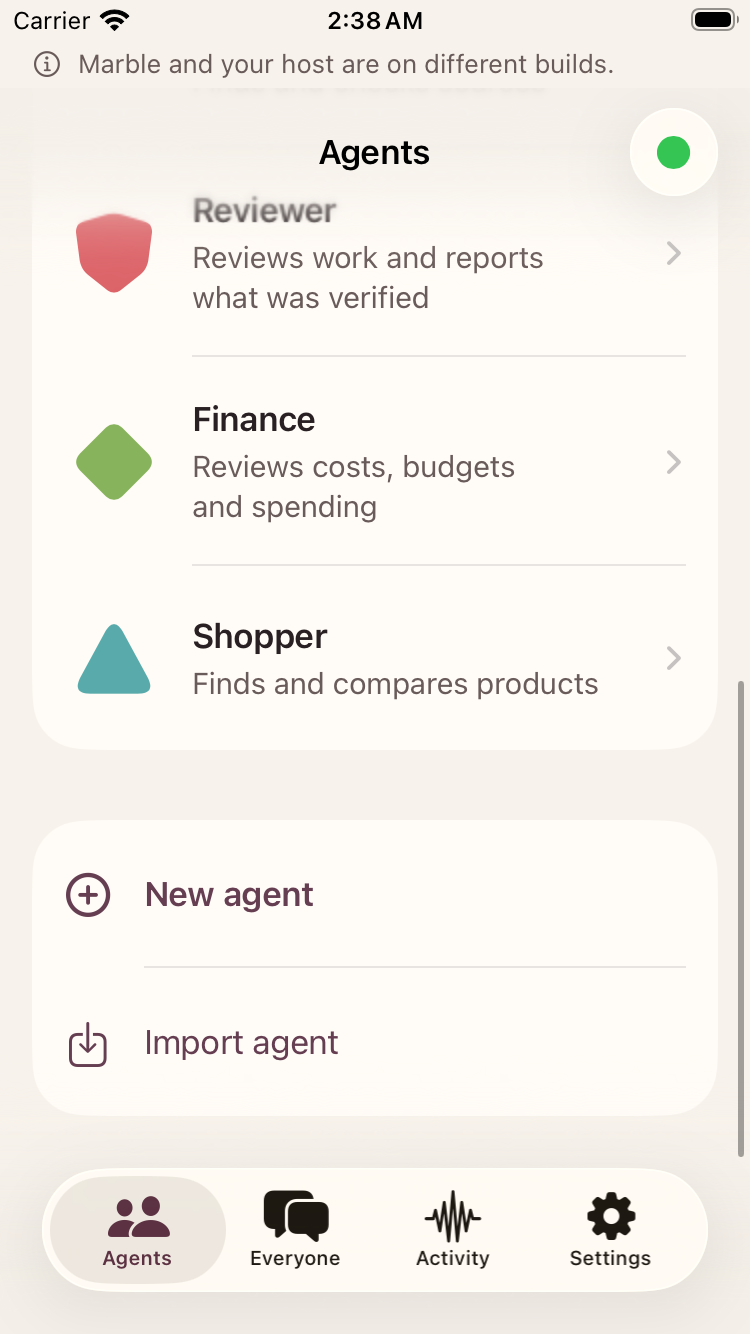 Carrier
2:38 AM
Marble and your host are on different builds.
Agents
Reviewer
Reviews work and reports
what was verified
Finance
Reviews costs, budgets
and spending
Shopper
Finds and compares products
New agent
Import agent
Agents
Everyone
Activity
Settings